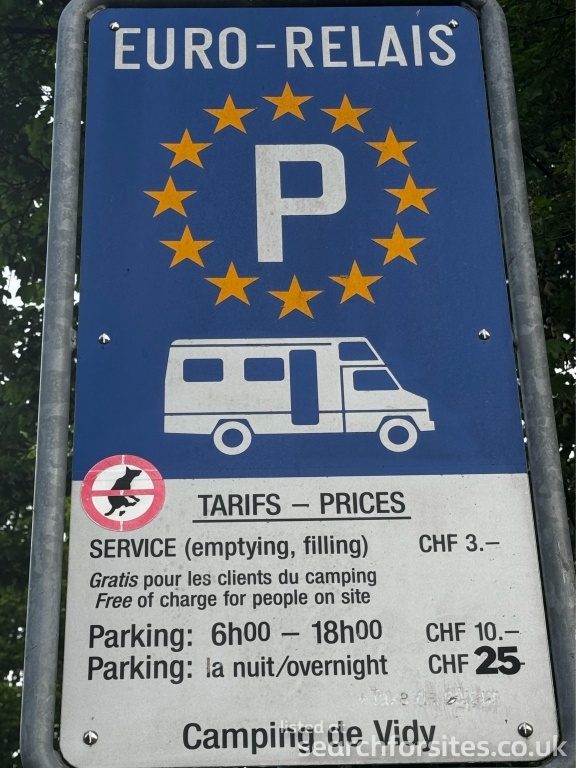 EURO-RELAIS
P
TARIFS – PRICES
SERVICE (emptying, filling) CHF 3.–
Gratis pour les clients du camping
Free of charge for people on site
Parking: 6h00 – 18h00 CHF 10.–
Parking: la nuit/overnight CHF 25
Camping de Vidy
listed at
searchforsites.co.uk